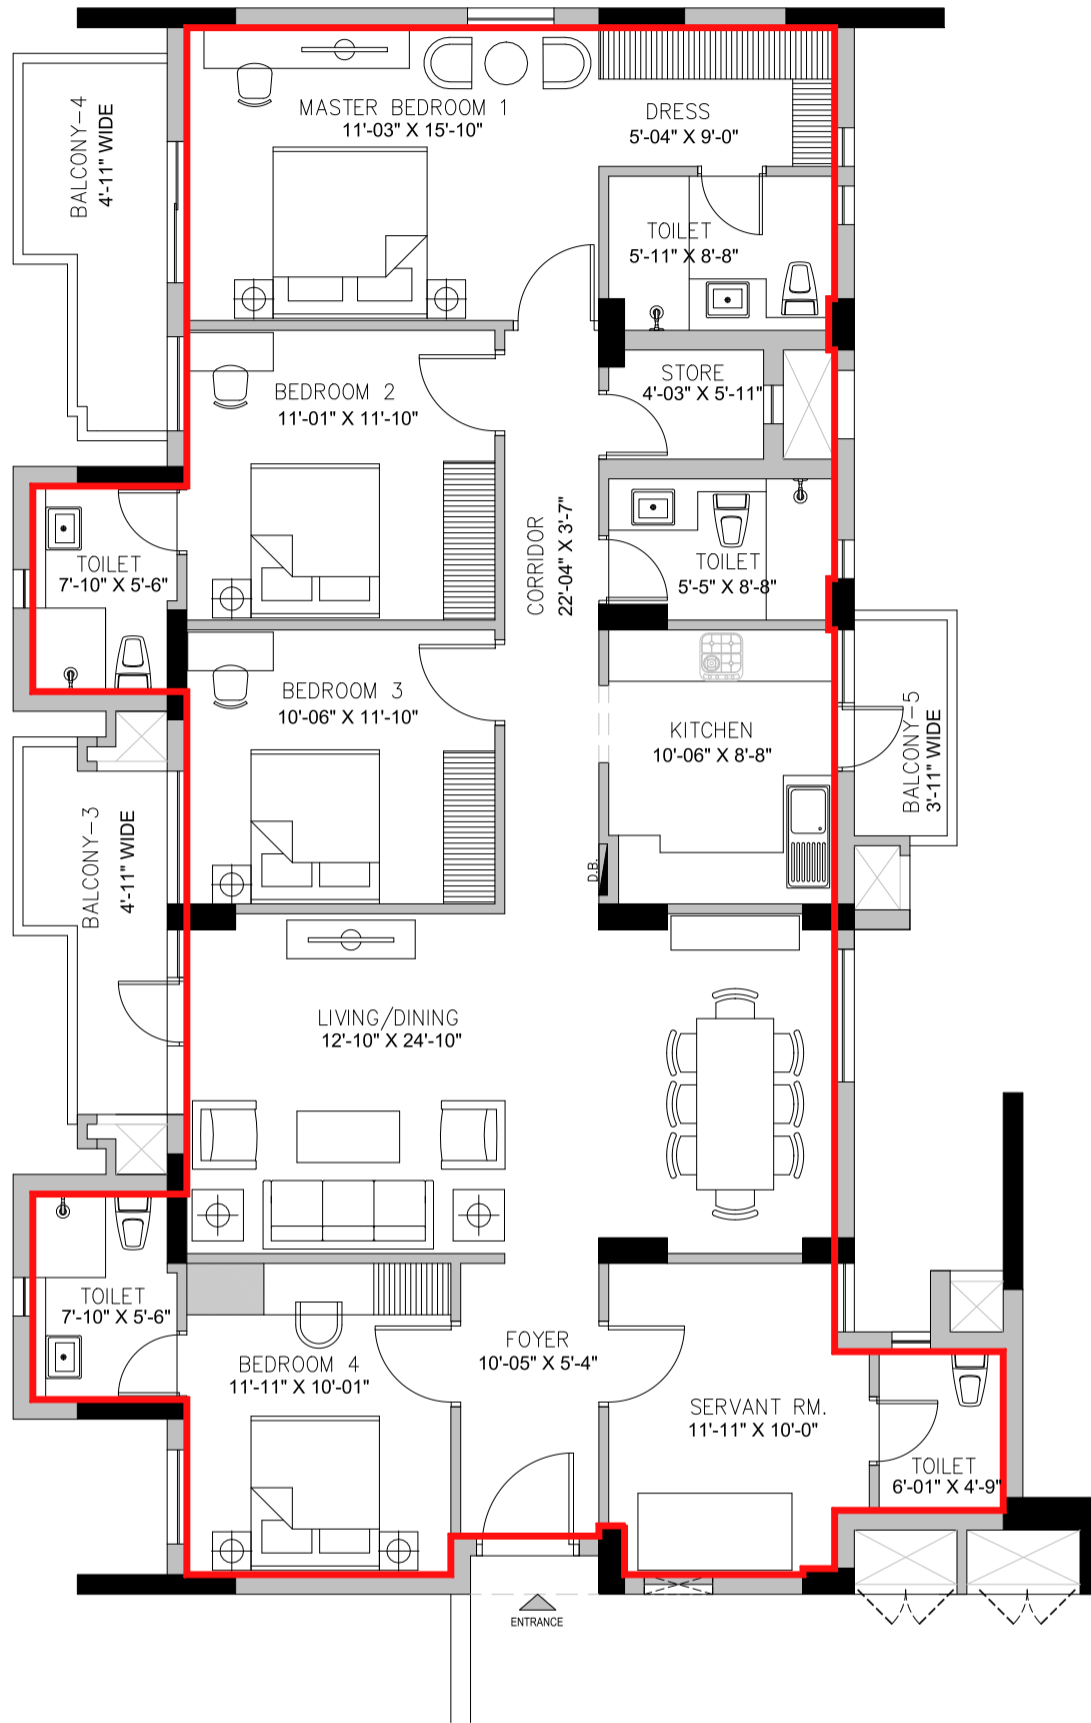 MASTER BEDROOM 1
11'-03" X 15'-10"
DRESS
5'-04" X 9'-0"
BALCONY-4
4'-11" WIDE
TOILET
5'-11" X 8'-8"
STORE
4'-03" X 5'-11"
BEDROOM 2
11'-01" X 11'-10"
CORRIDOR
22'-04" X 3'-7"
TOILET
7'-10" X 5'-6"
TOILET
5'-5" X 8'-8"
BEDROOM 3
10'-06" X 11'-10"
KITCHEN
10'-06" X 8'-8"
BALCONY-5
3'-11" WIDE
BALCONY-3
4'-11" WIDE
D.B.
LIVING/DINING
12'-10" X 24'-10"
TOILET
7'-10" X 5'-6"
FOYER
10'-05" X 5'-4"
BEDROOM 4
11'-11" X 10'-01"
SERVANT RM.
11'-11" X 10'-0"
TOILET
6'-01" X 4'-9"
ENTRANCE